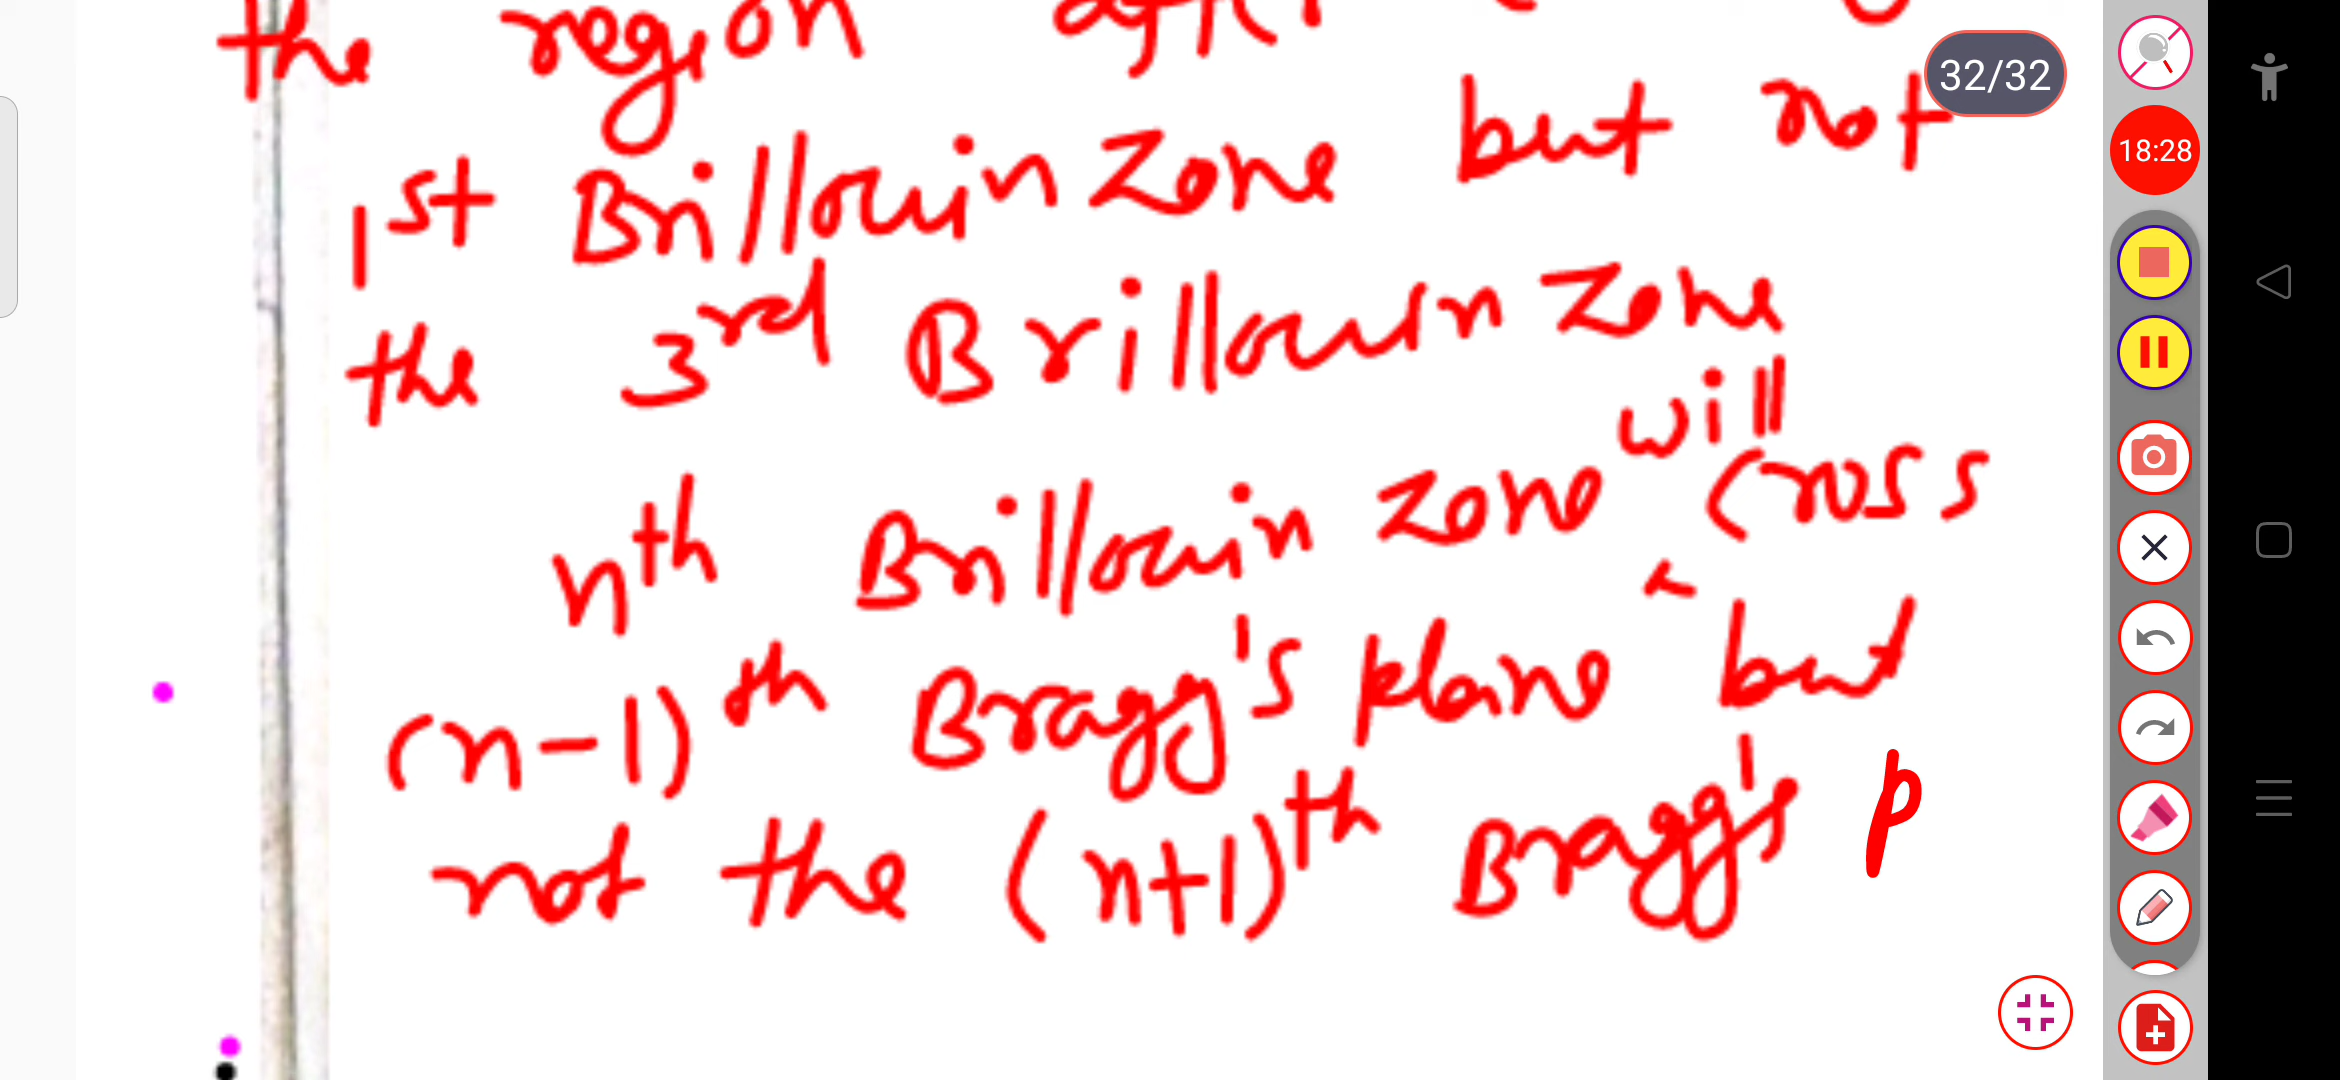 the region
32/32
1st Brillouin Zone but not
18:28
the 3rd Brillouin Zone
will
nth Brillouin zone cross
(n-1)th Bragg's plane but
not the (n+1)th Bragg's p